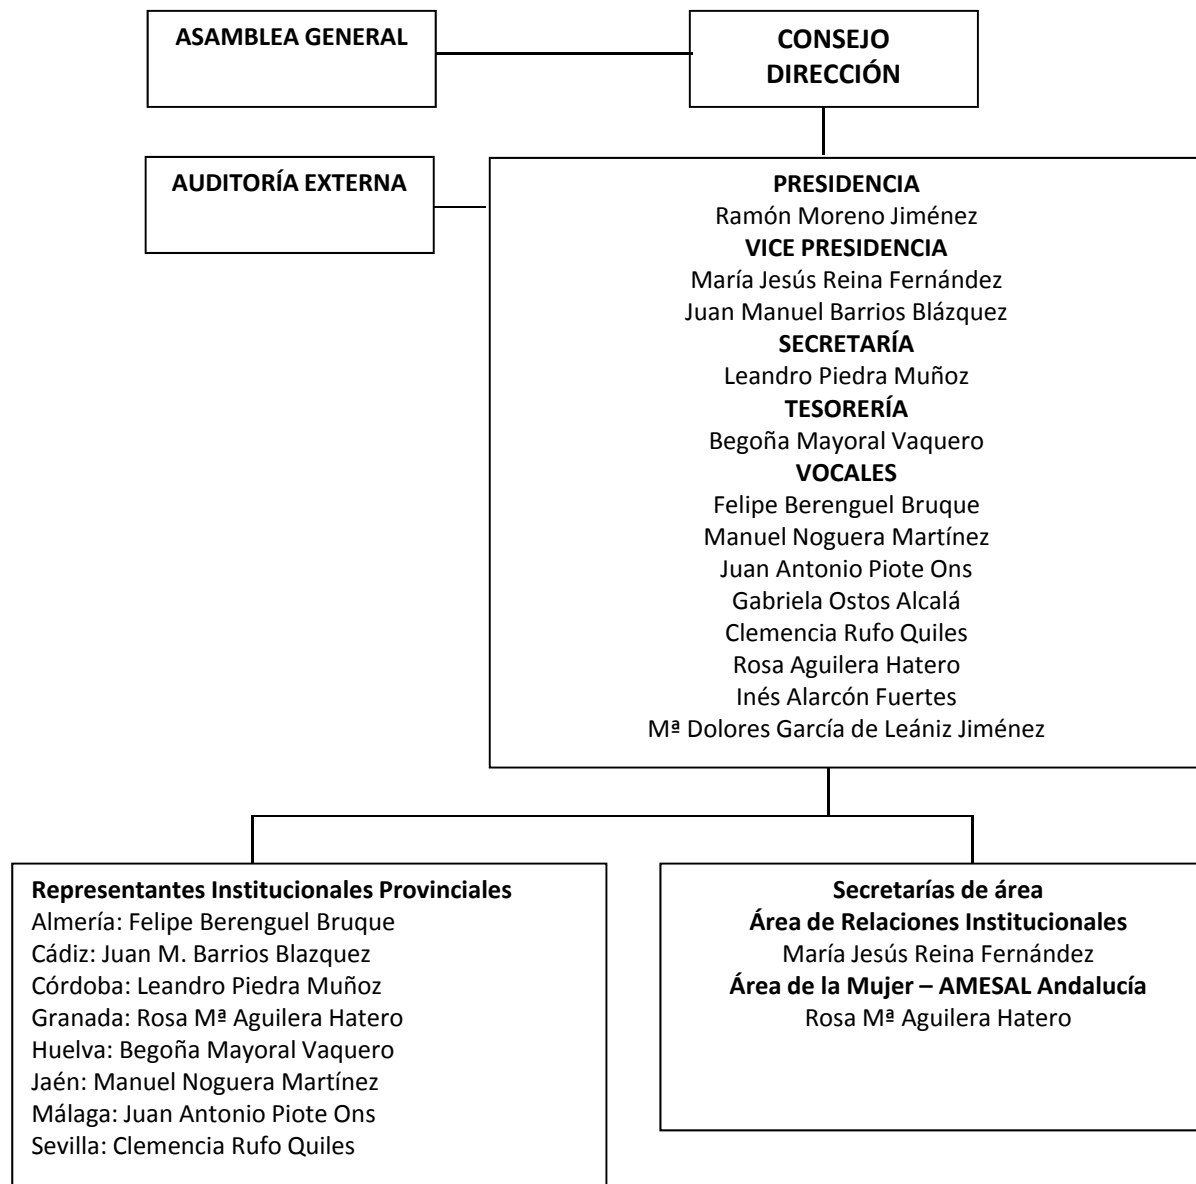 ASAMBLEA GENERAL
CONSEJO
DIRECCIÓN
AUDITORÍA EXTERNA
PRESIDENCIA
Ramón Moreno Jiménez
VICE PRESIDENCIA
María Jesús Reina Fernández
Juan Manuel Barrios Blázquez
SECRETARÍA
Leandro Piedra Muñoz
TESORERÍA
Begoña Mayoral Vaquero
VOCALES
Felipe Berenguel Bruque
Manuel Noguera Martínez
Juan Antonio Piote Ons
Gabriela Ostos Alcalá
Clemencia Rufo Quiles
Rosa Aguilera Hatero
Inés Alarcón Fuertes
Mª Dolores García de Leániz Jiménez
Representantes Institucionales Provinciales
Almería: Felipe Berenguel Bruque
Cádiz: Juan M. Barrios Blazquez
Córdoba: Leandro Piedra Muñoz
Granada: Rosa Mª Aguilera Hatero
Huelva: Begoña Mayoral Vaquero
Jaén: Manuel Noguera Martínez
Málaga: Juan Antonio Piote Ons
Sevilla: Clemencia Rufo Quiles
Secretarías de área
Área de Relaciones Institucionales
María Jesús Reina Fernández
Área de la Mujer – AMESAL Andalucía
Rosa Mª Aguilera Hatero